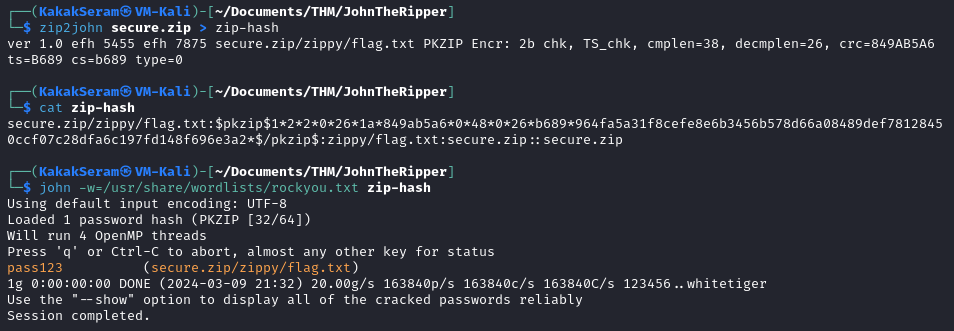 ┌──(KakakSeram㉿VM-Kali)-[~/Documents/THM/JohnTheRipper]
└─$ zip2john secure.zip > zip-hash
ver 1.0 efh 5455 efh 7875 secure.zip/zippy/flag.txt PKZIP Encr: 2b chk, TS_chk, cmplen=38, decmplen=26, crc=849AB5A6
ts=B689 cs=b689 type=0
┌──(KakakSeram㉿VM-Kali)-[~/Documents/THM/JohnTheRipper]
└─$ cat zip-hash
secure.zip/zippy/flag.txt:$pkzip$1*2*2*0*26*1a*849ab5a6*0*48*0*26*b689*964fa5a31f8cefe8e6b3456b578d66a08489def7812845
0ccf07c28dfa6c197fd148f696e3a2*$/pkzip$:zippy/flag.txt:secure.zip::secure.zip
┌──(KakakSeram㉿VM-Kali)-[~/Documents/THM/JohnTheRipper]
└─$ john -w=/usr/share/wordlists/rockyou.txt zip-hash
Using default input encoding: UTF-8
Loaded 1 password hash (PKZIP [32/64])
Will run 4 OpenMP threads
Press 'q' or Ctrl-C to abort, almost any other key for status
pass123          (secure.zip/zippy/flag.txt)
1g 0:00:00:00 DONE (2024-03-09 21:32) 20.00g/s 163840p/s 163840c/s 163840C/s 123456..whitetiger
Use the "--show" option to display all of the cracked passwords reliably
Session completed.